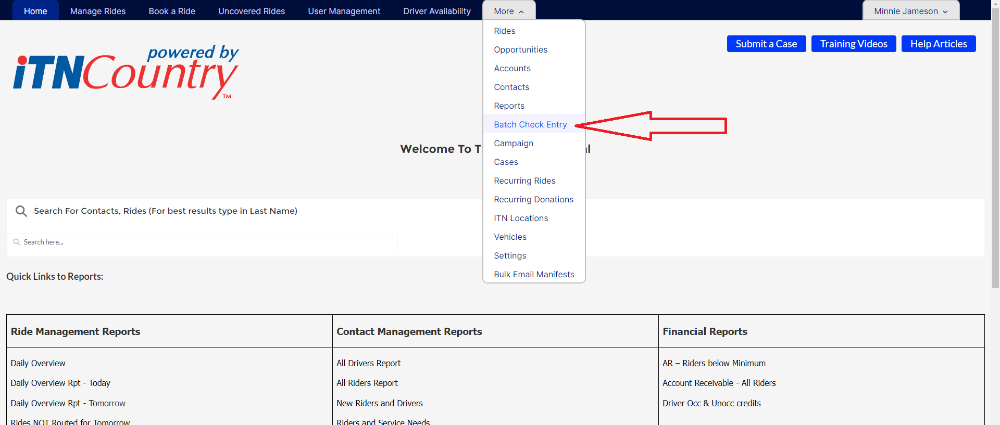 Home Manage Rides Book a Ride Uncovered Rides User Management Driver Availability More Minnie Jameson
Rides
Opportunities
Accounts
Contacts
Reports
Batch Check Entry
Campaign
Cases
Recurring Rides
Recurring Donations
ITN Locations
Vehicles
Settings
Bulk Email Manifests
Submit a Case Training Videos Help Articles
powered by
iTNCountry
TM
Welcome To
Search For Contacts, Rides (For best results type in Last Name)
Search here...
Quick Links to Reports:
Ride Management Reports
Daily Overview
Daily Overview Rpt - Today
Daily Overview Rpt - Tomorrow
Rides NOT Routed for Tomorrow
Contact Management Reports
All Drivers Report
All Riders Report
New Riders and Drivers
Riders and Service Needs
Financial Reports
AR – Riders below Minimum
Account Receivable - All Riders
Driver Occ & Unocc credits